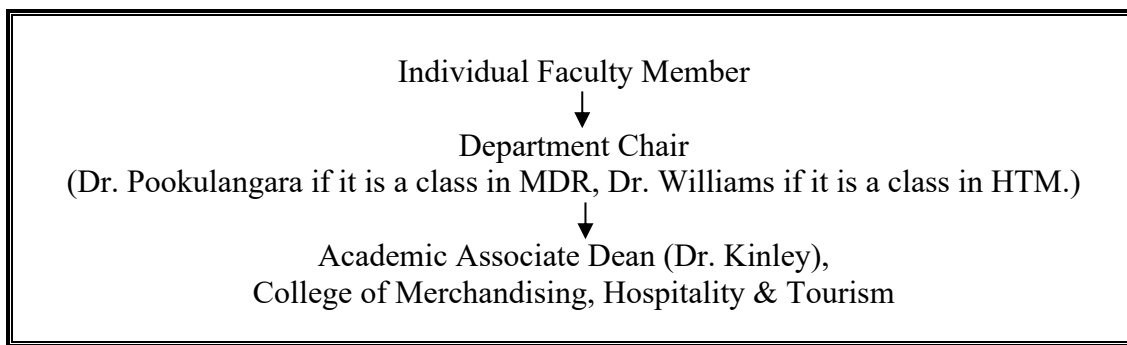 Individual Faculty Member
Department Chair
(Dr. Pookulangara if it is a class in MDR, Dr. Williams if it is a class in HTM.)
Academic Associate Dean (Dr. Kinley),
College of Merchandising, Hospitality & Tourism